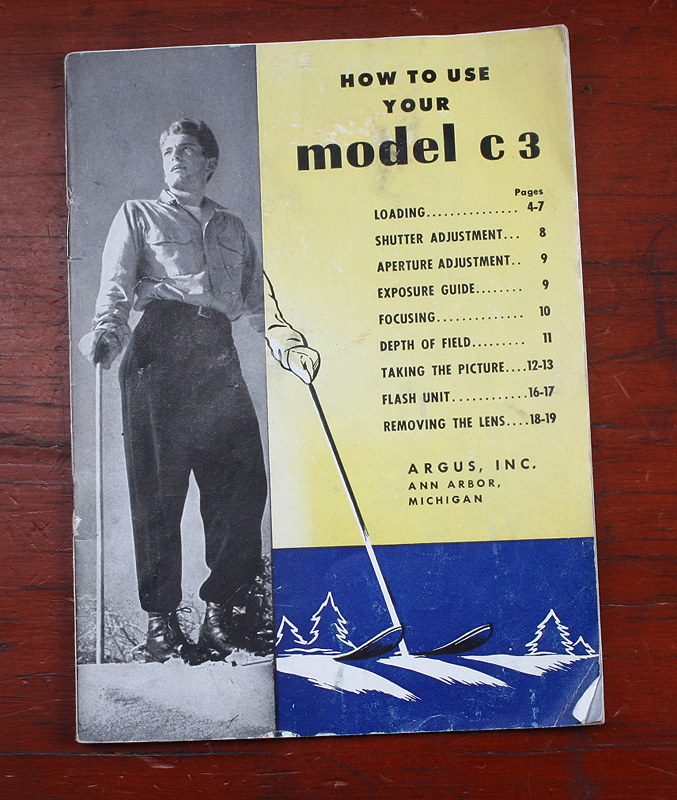 HOW TO USE
YOUR
model c 3
Pages
LOADING............... 4-7
SHUTTER ADJUSTMENT... 8
APERTURE ADJUSTMENT.. 9
EXPOSURE GUIDE........ 9
FOCUSING.............. 10
DEPTH OF FIELD......... 11
TAKING THE PICTURE....12-13
FLASH UNIT............16-17
REMOVING THE LENS....18-19
ARGUS, INC.
ANN ARBOR,
MICHIGAN